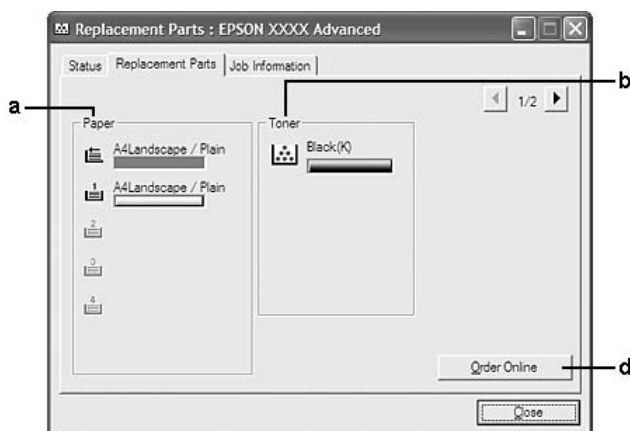 Replacement Parts : EPSON XXXX Advanced
Status Replacement Parts Job Information
a
b
1/2
Paper
Toner
A4Landscape / Plain
Black(K)
1
A4Landscape / Plain
2
3
4
Order Online
d
Close